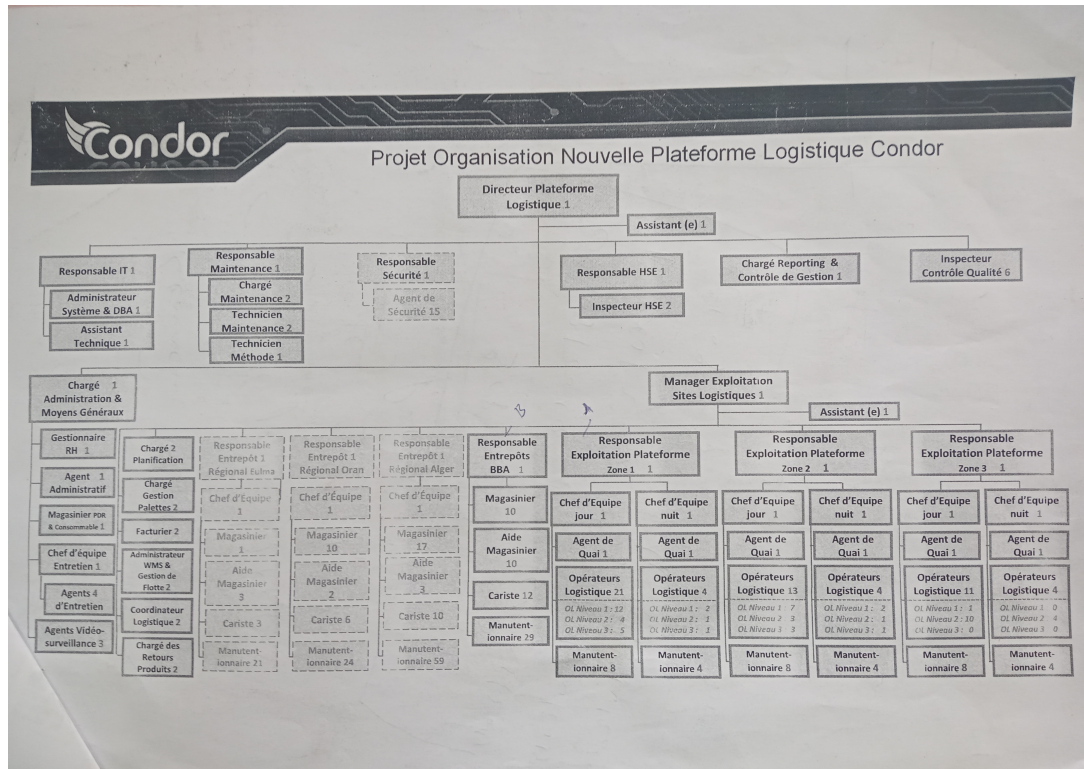 Condor
Projet Organisation Nouvelle Plateforme Logistique Condor
Directeur Plateforme
Logistique 1
Assistant (e) 1
Responsable IT 1
Administrateur
Système & DBA 1
Assistant
Technique 1
Responsable
Maintenance 1
Chargé
Maintenance 2
Technicien
Maintenance 2
Technicien
Méthode 1
Responsable
Sécurité 1
Agent de
Sécurité 15
Responsable HSE 1
Inspecteur HSE 2
Chargé Reporting &
Contrôle de Gestion 1
Inspecteur
Contrôle Qualité 6
Chargé 1
Administration &
Moyens Généraux
Manager Exploitation
Sites Logistiques 1
Assistant (e) 1
B
A
Gestionnaire
RH 1
Agent 1
Administratif
Magasinier PDR
& Consommable 1
Chef d'équipe
Entretien 1
Agents 4
d'Entretien
Agents Vidéo-
surveillance 3
Chargé 2
Planification
Chargé
Gestion
Palettes 2
Facturier 2
Administrateur
WMS &
Gestion de
Flotte 2
Coordinateur
Logistique 2
Chargé des
Retours
Produits 2
Responsable
Entrepôt 1
Régional Eulma
Chef d'Equipe
1
Magasinier
1
Aide
Magasinier
3
Cariste 3
Manutent-
ionnaire 21
Responsable
Entrepôt 1
Régional Oran
Chef d'Équipe
1
Magasinier
10
Aide
Magasinier
2
Cariste 6
Manutent-
ionnaire 24
Responsable
Entrepôt 1
Régional Alger
Chef d'Équipe
1
Magasinier
17
Aide
Magasinier
3
Cariste 10
Manutent-
ionnaire 59
Responsable
Entrepôts
BBA 1
Magasinier
10
Aide
Magasinier
10
Cariste 12
Manutent-
ionnaire 29
Responsable
Exploitation Plateforme
Zone 1 1
Chef d'Equipe
jour 1
Agent de
Quai 1
Opérateurs
Logistique 21
OL Niveau 1 : 12
OL Niveau 2 : 4
OL Niveau 3 : 5
Manutent-
ionnaire 8
Chef d'Equipe
nuit 1
Agent de
Quai 1
Opérateurs
Logistique 4
OL Niveau 1 : 2
OL Niveau 2 : 1
OL Niveau 3 : 1
Manutent-
ionnaire 4
Responsable
Exploitation Plateforme
Zone 2 1
Chef d'Equipe
jour 1
Agent de
Quai 1
Opérateurs
Logistique 13
OL Niveau 1 7
OL Niveau 2 3
OL Niveau 3 3
Manutent-
ionnaire 8
Chef d'Equipe
nuit 1
Agent de
Quai 1
Opérateurs
Logistique 4
OL Niveau 1 : 2
OL Niveau 2 : 1
OL Niveau 3 : 1
Manutent-
ionnaire 4
Responsable
Exploitation Plateforme
Zone 3 1
Chef d'Equipe
jour 1
Agent de
Quai 1
Opérateurs
Logistique 11
OL Niveau 1 : 1
OL Niveau 2 : 10
OL Niveau 3 : 0
Manutent-
ionnaire 8
Chef d'Equipe
nuit 1
Agent de
Quai 1
Opérateurs
Logistique 4
OL Niveau 1 0
OL Niveau 2 4
OL Niveau 3 0
Manutent-
ionnaire 4